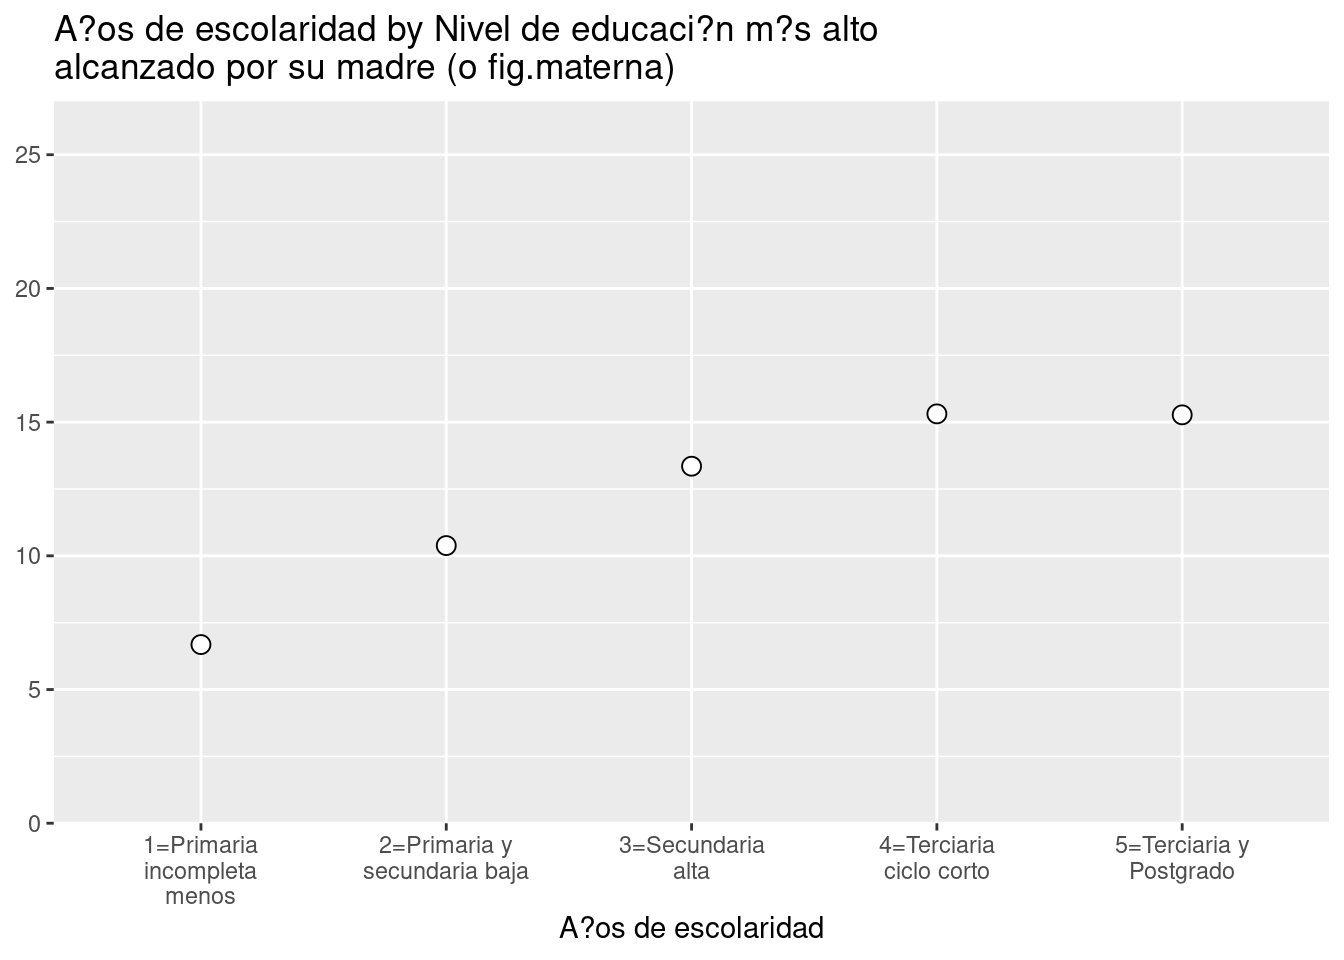 A?os de escolaridad by Nivel de educaci?n m?s alto
alcanzado por su madre (o fig.materna)
25
20
15
10
5
0
1=Primaria
incompleta
menos
2=Primaria y
secundaria baja
3=Secundaria
alta
4=Terciaria
ciclo corto
5=Terciaria y
Postgrado
A?os de escolaridad